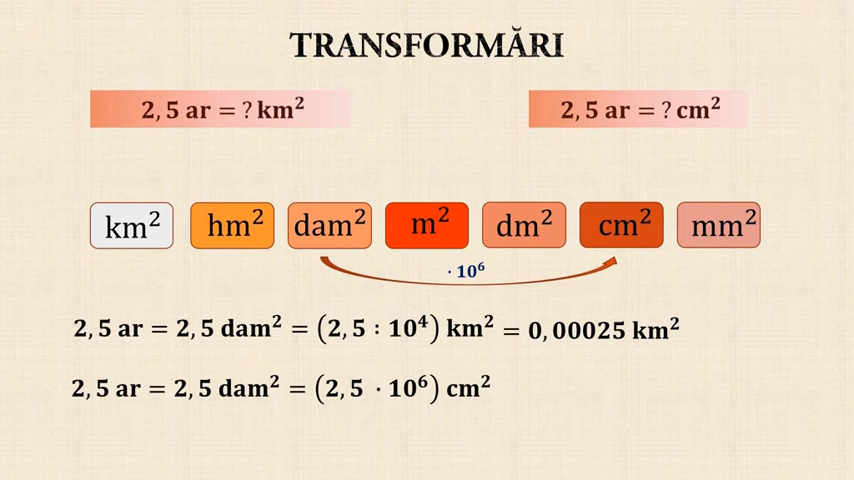 TRANSFORMĂRI
2,5 ar = ? km²
2,5 ar = ? cm²
km² hm² dam² m² dm² cm² mm²
· 10⁶
2,5 ar = 2,5 dam² = (2,5 : 10⁴) km² = 0,00025 km²
2,5 ar = 2,5 dam² = (2,5 · 10⁶) cm²